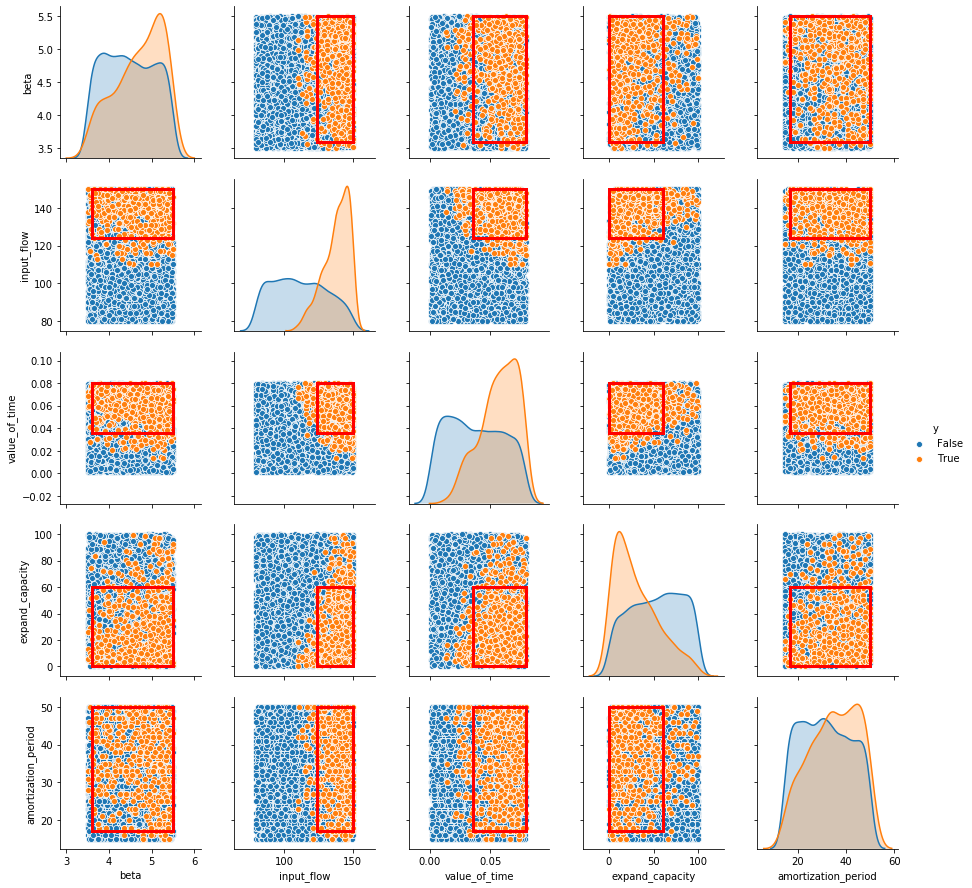 beta
5.5
5.0
4.5
4.0
3.5
input_flow
140
120
100
80
value_of_time
0.10
0.08
0.06
0.04
0.02
0.00
−0.02
y
False
True
expand_capacity
100
80
60
40
20
0
amortization_period
50
40
30
20
3 4 5 6
100 150
0.00 0.05
0 50 100
20 40 60
beta input_flow value_of_time expand_capacity amortization_period